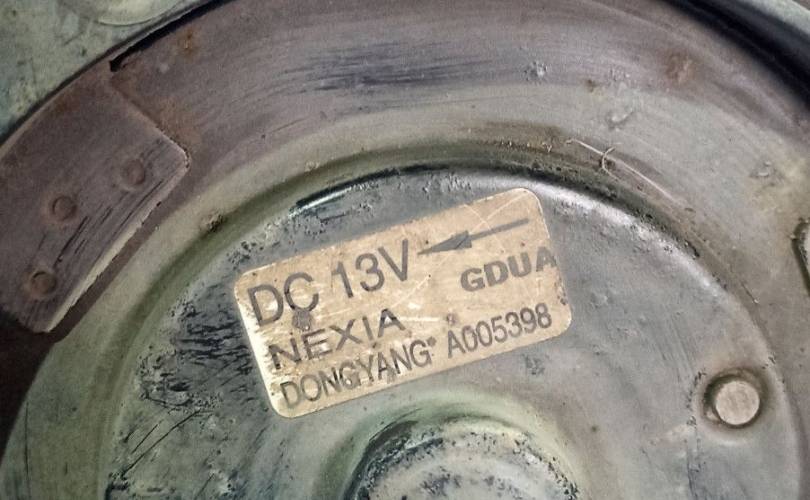 DC 13V
GDUA
NEXIA
DONGYANG A005398